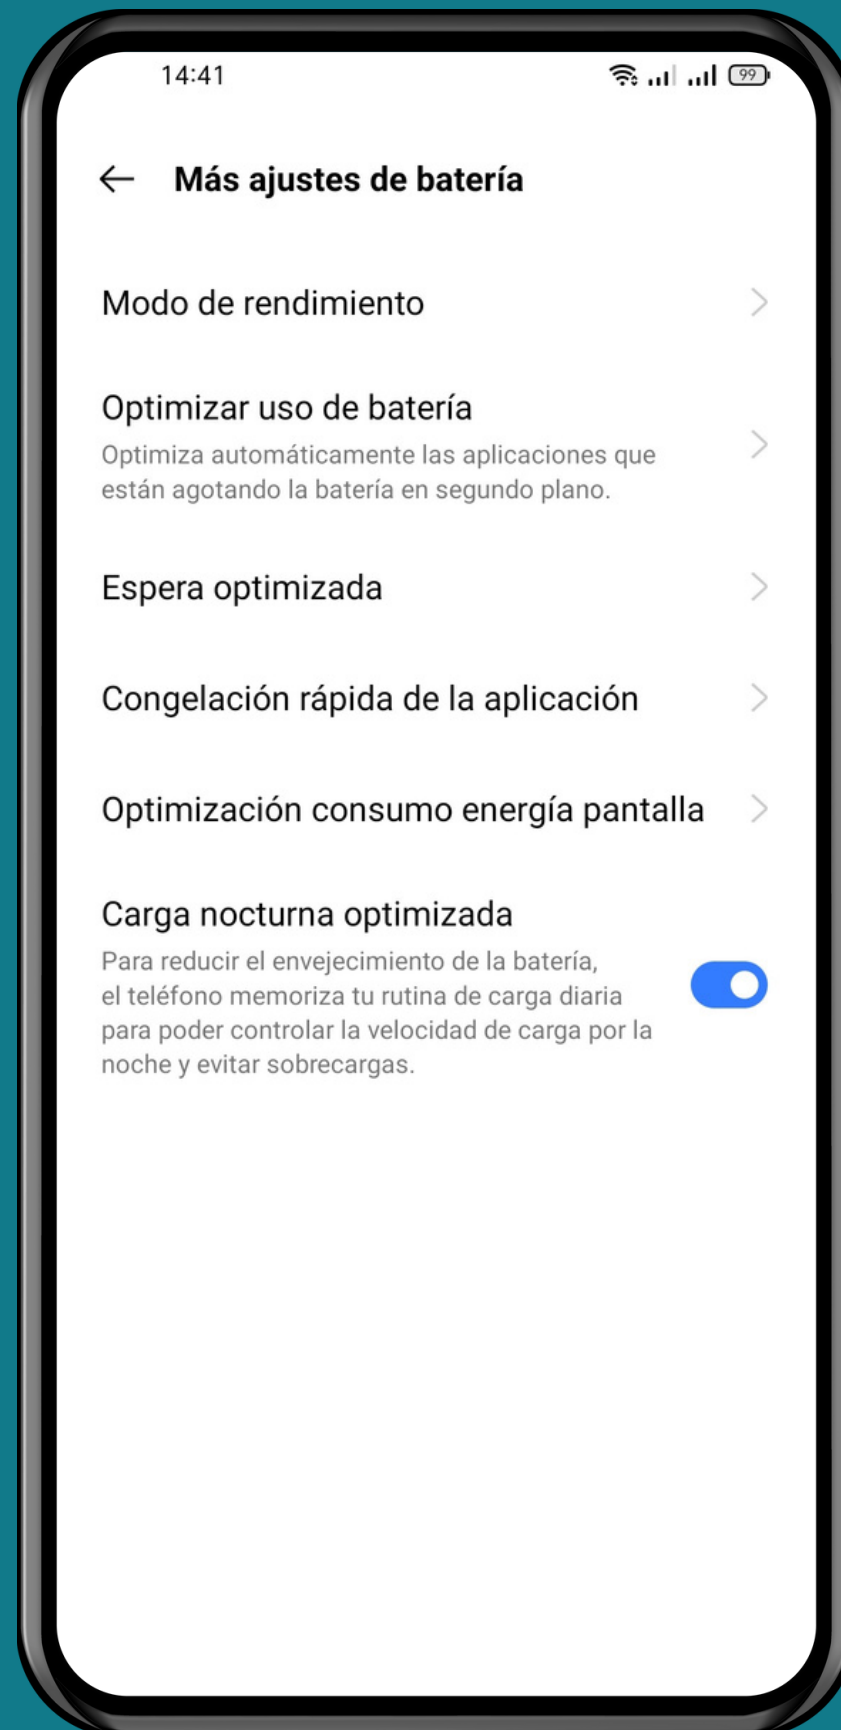 14:41
99
Más ajustes de batería
Modo de rendimiento
Optimizar uso de batería
Optimiza automáticamente las aplicaciones que
están agotando la batería en segundo plano.
Espera optimizada
Congelación rápida de la aplicación
Optimización consumo energía pantalla
Carga nocturna optimizada
Para reducir el envejecimiento de la batería,
el teléfono memoriza tu rutina de carga diaria
para poder controlar la velocidad de carga por la
noche y evitar sobrecargas.